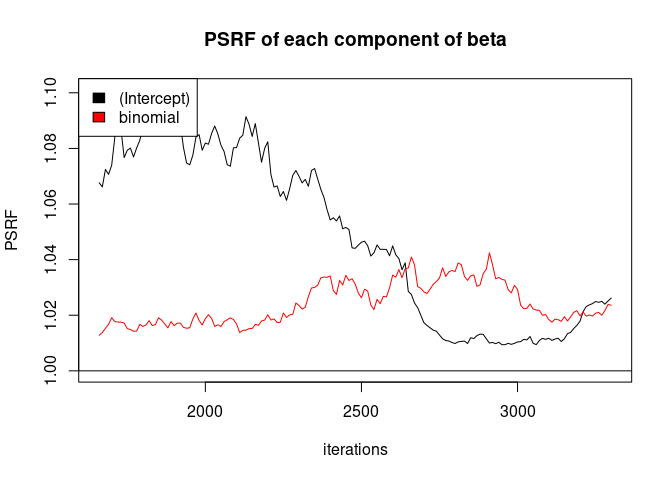 PSRF of each component of beta
(Intercept)
binomial
PSRF
1.10
1.08
1.06
1.04
1.02
1.00
2000
2500
3000
iterations